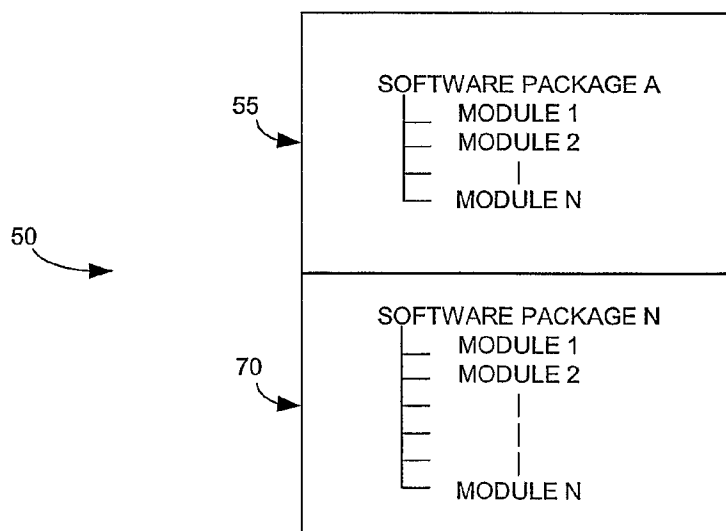 SOFTWARE PACKAGE A
55
MODULE 1
MODULE 2
MODULE N
50
SOFTWARE PACKAGE N
MODULE 1
70
MODULE 2
MODULE N